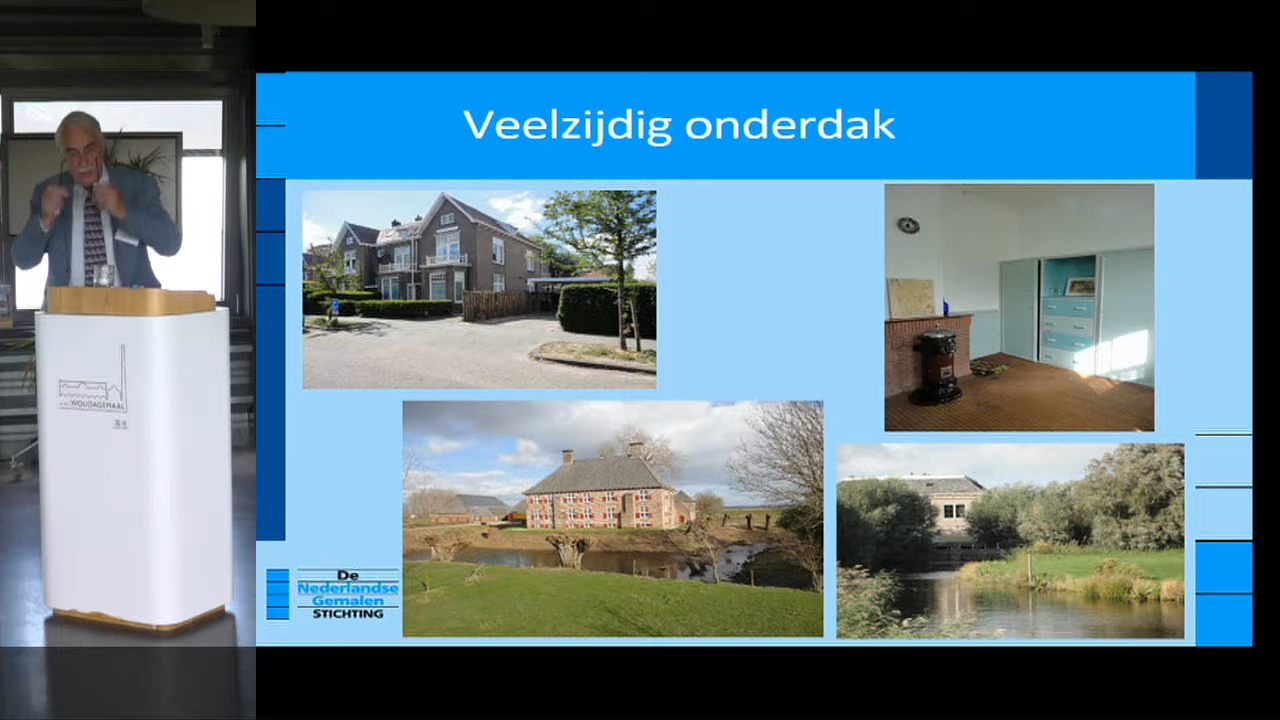 Veelzijdig onderdak
WOUDAGEMAAL
De
Nederlandse
Gemalen
STICHTING